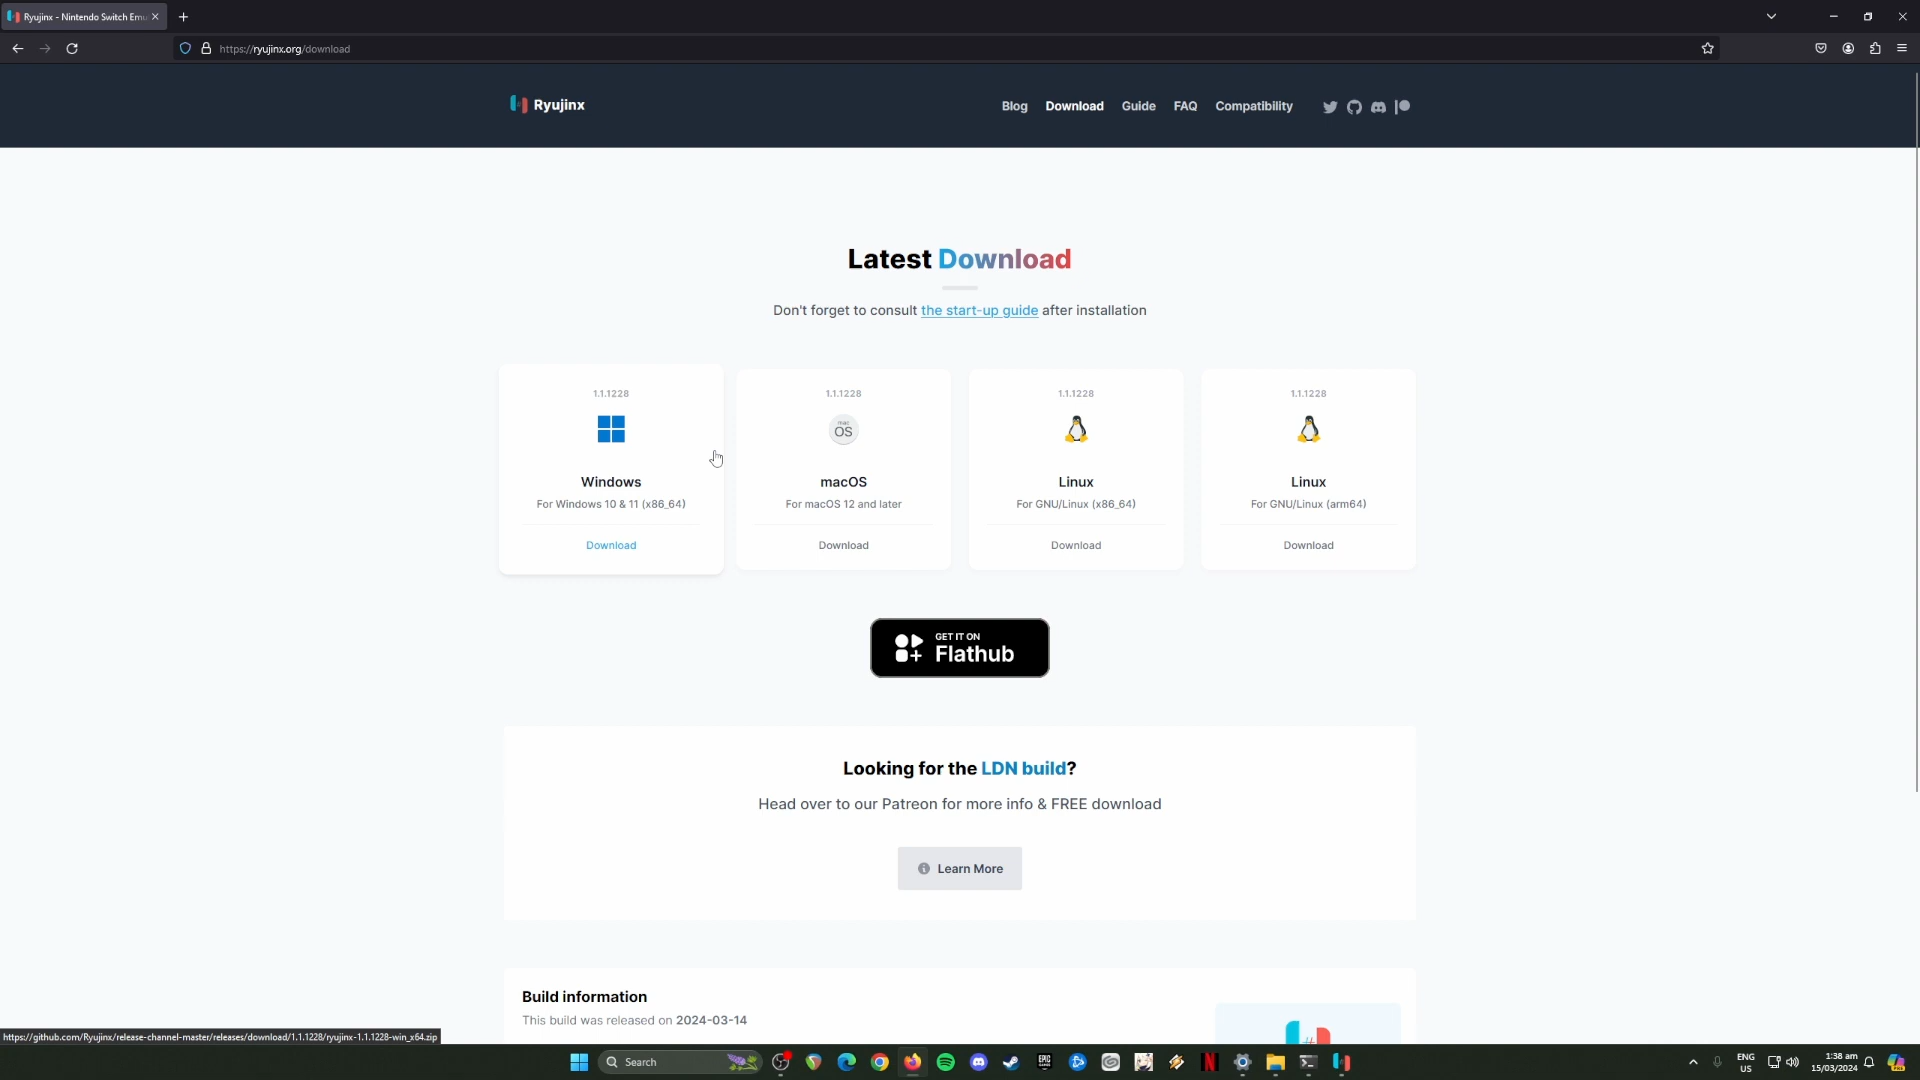 Ryujinx - Nintendo Switch Emu
https://ryujinx.org/download
Ryujinx
Blog Download Guide FAQ Compatibility
Latest Download
Don't forget to consult the start-up guide after installation
1.1.1228
Windows
For Windows 10 & 11 (x86_64)
Download
1.1.1228
mac
OS
macOS
For macOS 12 and later
Download
1.1.1228
Linux
For GNU/Linux (x86_64)
Download
1.1.1228
Linux
For GNU/Linux (arm64)
Download
GET IT ON
Flathub
Looking for the LDN build?
Head over to our Patreon for more info & FREE download
Learn More
Build information
This build was released on 2024-03-14
https://github.com/Ryujinx/release-channel-master/releases/download/1.1.1228/ryujinx-1.1.1228-win_x64.zip
Search
EPIC
GAMES
ENG
US
1:38 am
15/03/2024